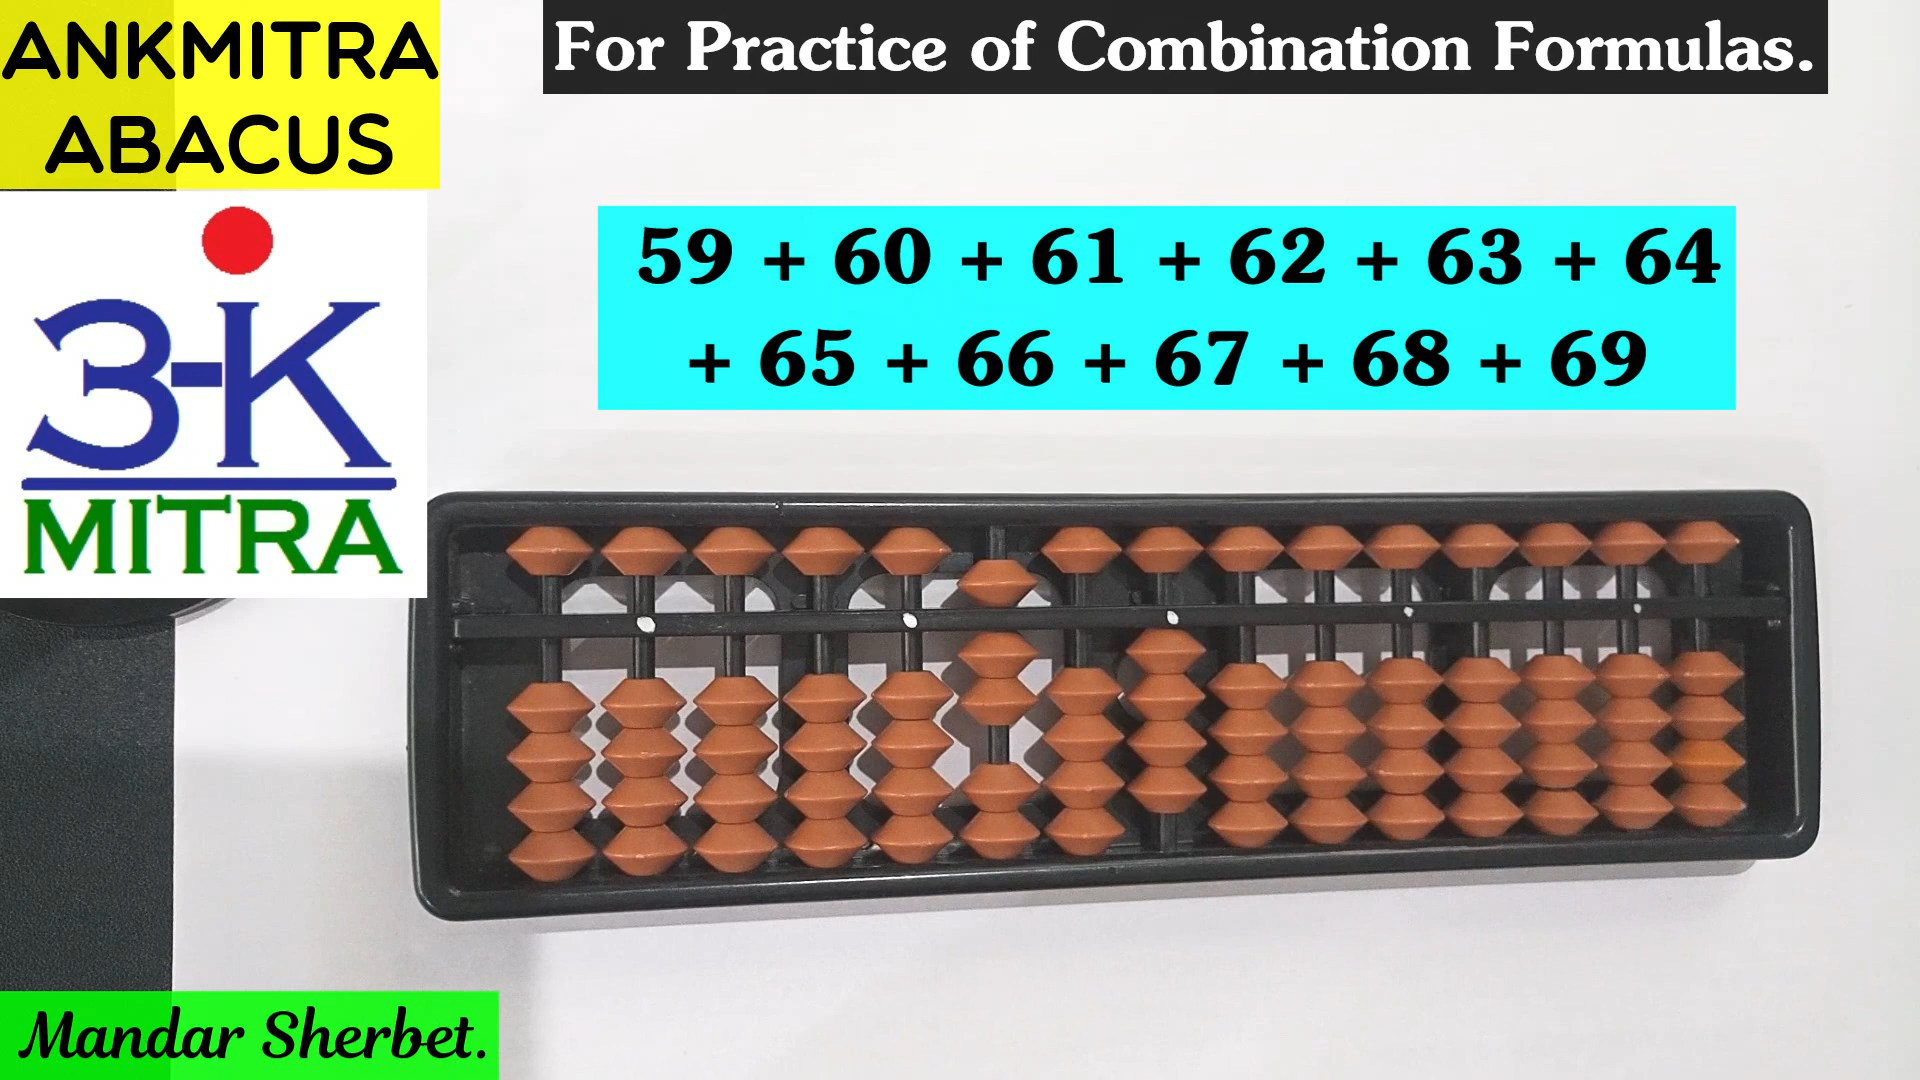 ANKMITRA
ABACUS
For Practice of Combination Formulas.
3-K
MITRA
59 + 60 + 61 + 62 + 63 + 64
+ 65 + 66 + 67 + 68 + 69
Mandar Sherbet.